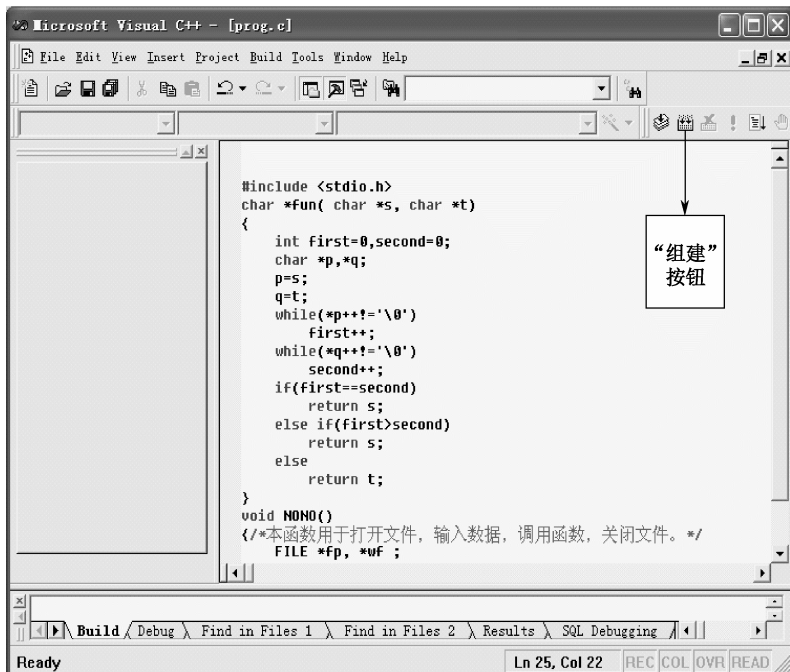 Microsoft Visual C++ - [prog.c]
File Edit View Insert Project Build Tools Window Help
#include <stdio.h>
char *fun( char *s, char *t)
{
    int first=0,second=0;
    char *p,*q;
    p=s;
    q=t;
    while(*p++!='\0')
        first++;
    while(*q++!='\0')
        second++;
    if(first==second)
        return s;
    else if(first>second)
        return s;
    else
        return t;
}
void NONO()
{/*本函数用于打开文件，输入数据，调用函数，关闭文件。*/
    FILE *fp, *wf ;
“组建”
按钮
Build Debug Find in Files 1 Find in Files 2 Results SQL Debugging
Ready Ln 25, Col 22 REC COL OVR READ